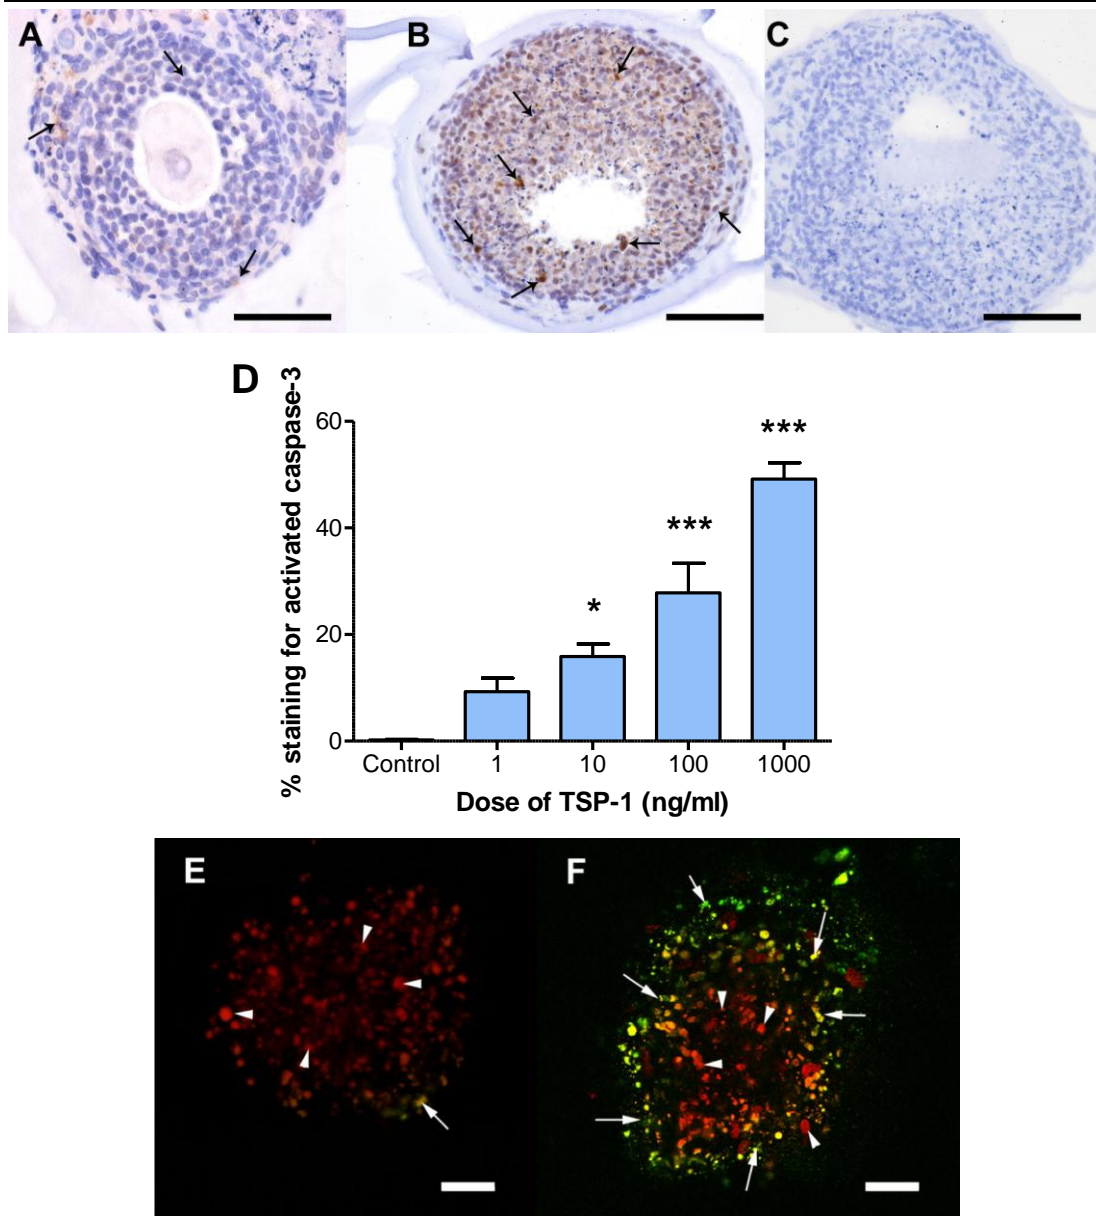 A
B
C
D
% staining for activated caspase-3
60
40
20
0
*
***
***
Control
1
10
100
1000
Dose of TSP-1 (ng/ml)
E
F